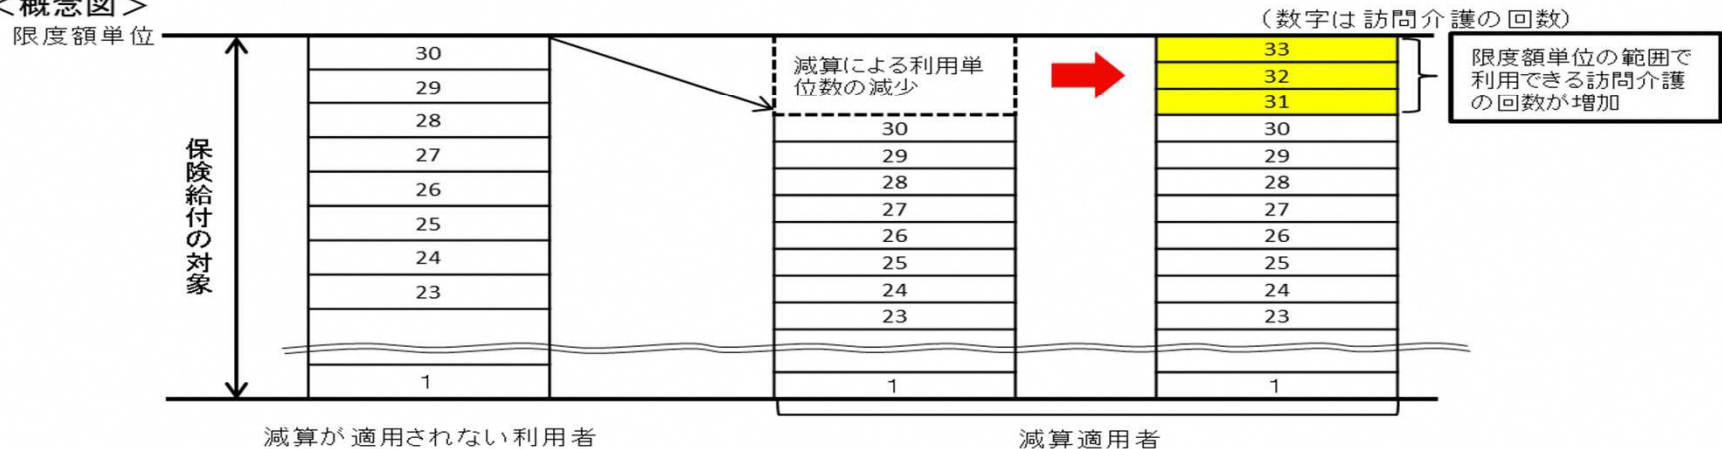 <概念図>
限度額単位
(数字は訪問介護の回数)
保険給付の対象
30
29
28
27
26
25
24
23
1
減算による利用単
位数の減少
30
29
28
27
26
25
24
23
1
33
32
31
30
29
28
27
26
25
24
23
1
限度額単位の範囲で
利用できる訪問介護
の回数が増加
減算が適用されない利用者
減算適用者